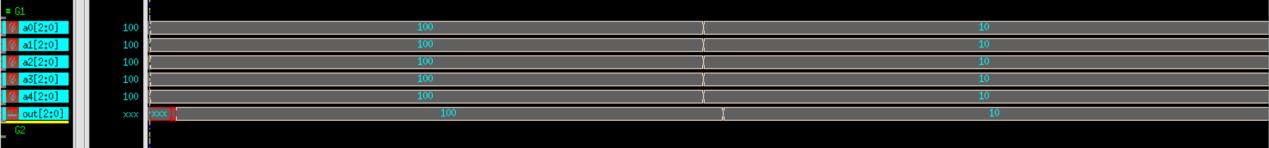 G1
a0[2:0] 100 100 10
a1[2:0] 100 100 10
a2[2:0] 100 100 10
a3[2:0] 100 100 10
a4[2:0] 100 100 10
out[2:0] xxx xxx 100 10
G2